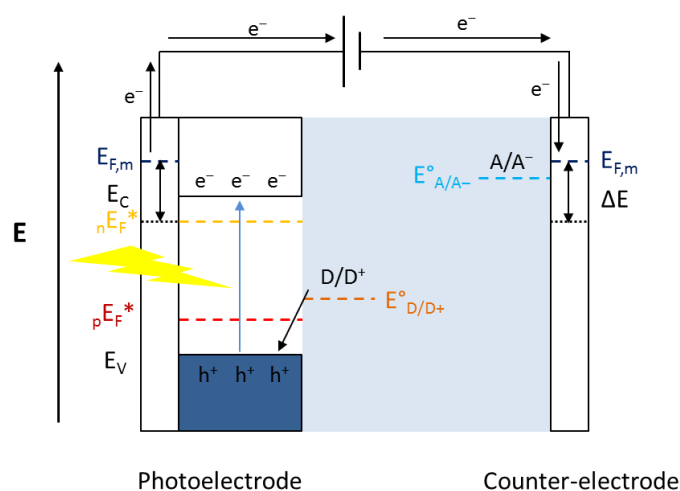 e⁻ e⁻
e⁻ e⁻
E_F,m A/A⁻ E_F,m
e⁻ e⁻ e⁻ E°_A/A−
E_C ΔE
ₙE_F*
E
D/D⁺
E°_D/D+
ₚE_F*
E_V
h⁺ h⁺ h⁺
Photoelectrode Counter-electrode